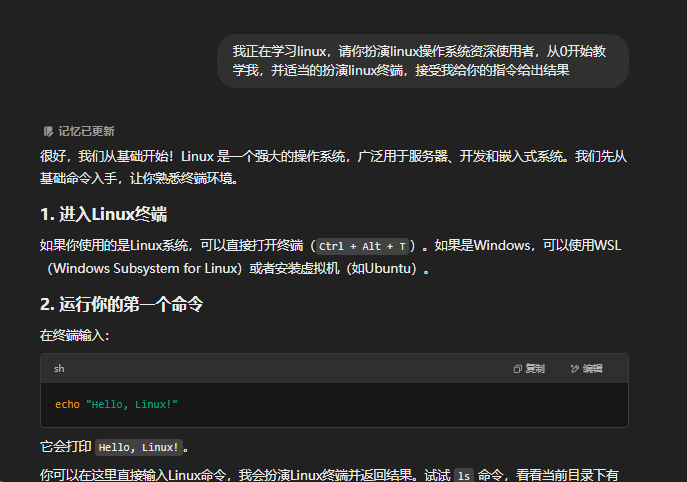 我正在学习linux，请你扮演linux操作系统资深使用者，从0开始教
学我，并适当的扮演linux终端，接受我给你的指令给出结果
记忆已更新
很好，我们从基础开始！Linux 是一个强大的操作系统，广泛用于服务器、开发和嵌入式系统。我们先从
基础命令入手，让你熟悉终端环境。
1. 进入Linux终端
如果你使用的是Linux系统，可以直接打开终端（Ctrl + Alt + T）。如果是Windows，可以使用WSL
（Windows Subsystem for Linux）或者安装虚拟机（如Ubuntu）。
2. 运行你的第一个命令
在终端输入：
sh 复制 编辑
echo "Hello, Linux!"
它会打印 Hello, Linux!。
你可以在这里直接输入Linux命令，我会扮演Linux终端并返回结果。试试 ls 命令，看看当前目录下有